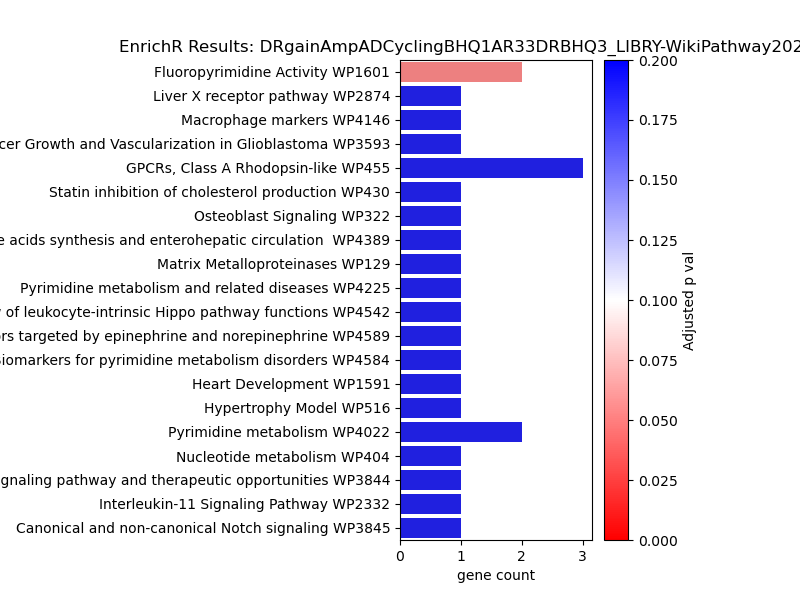 EnrichR Results: DRgainAmpADCyclingBHQ1AR33DRBHQ3_LIBRY-WikiPathway202
Fluoropyrimidine Activity WP1601
Liver X receptor pathway WP2874
Macrophage markers WP4146
Growth and Vascularization in Glioblastoma WP3593
GPCRs, Class A Rhodopsin-like WP455
Statin inhibition of cholesterol production WP430
Osteoblast Signaling WP322
acids synthesis and enterohepatic circulation WP4389
Matrix Metalloproteinases WP129
Pyrimidine metabolism and related diseases WP4225
of leukocyte-intrinsic Hippo pathway functions WP4542
targeted by epinephrine and norepinephrine WP4589
Biomarkers for pyrimidine metabolism disorders WP4584
Heart Development WP1591
Hypertrophy Model WP516
Pyrimidine metabolism WP4022
Nucleotide metabolism WP404
pathway and therapeutic opportunities WP3844
Interleukin-11 Signaling Pathway WP2332
Canonical and non-canonical Notch signaling WP3845
0 1 2 3
gene count
0.200
0.175
0.150
0.125
0.100
0.075
0.050
0.025
0.000
Adjusted p val